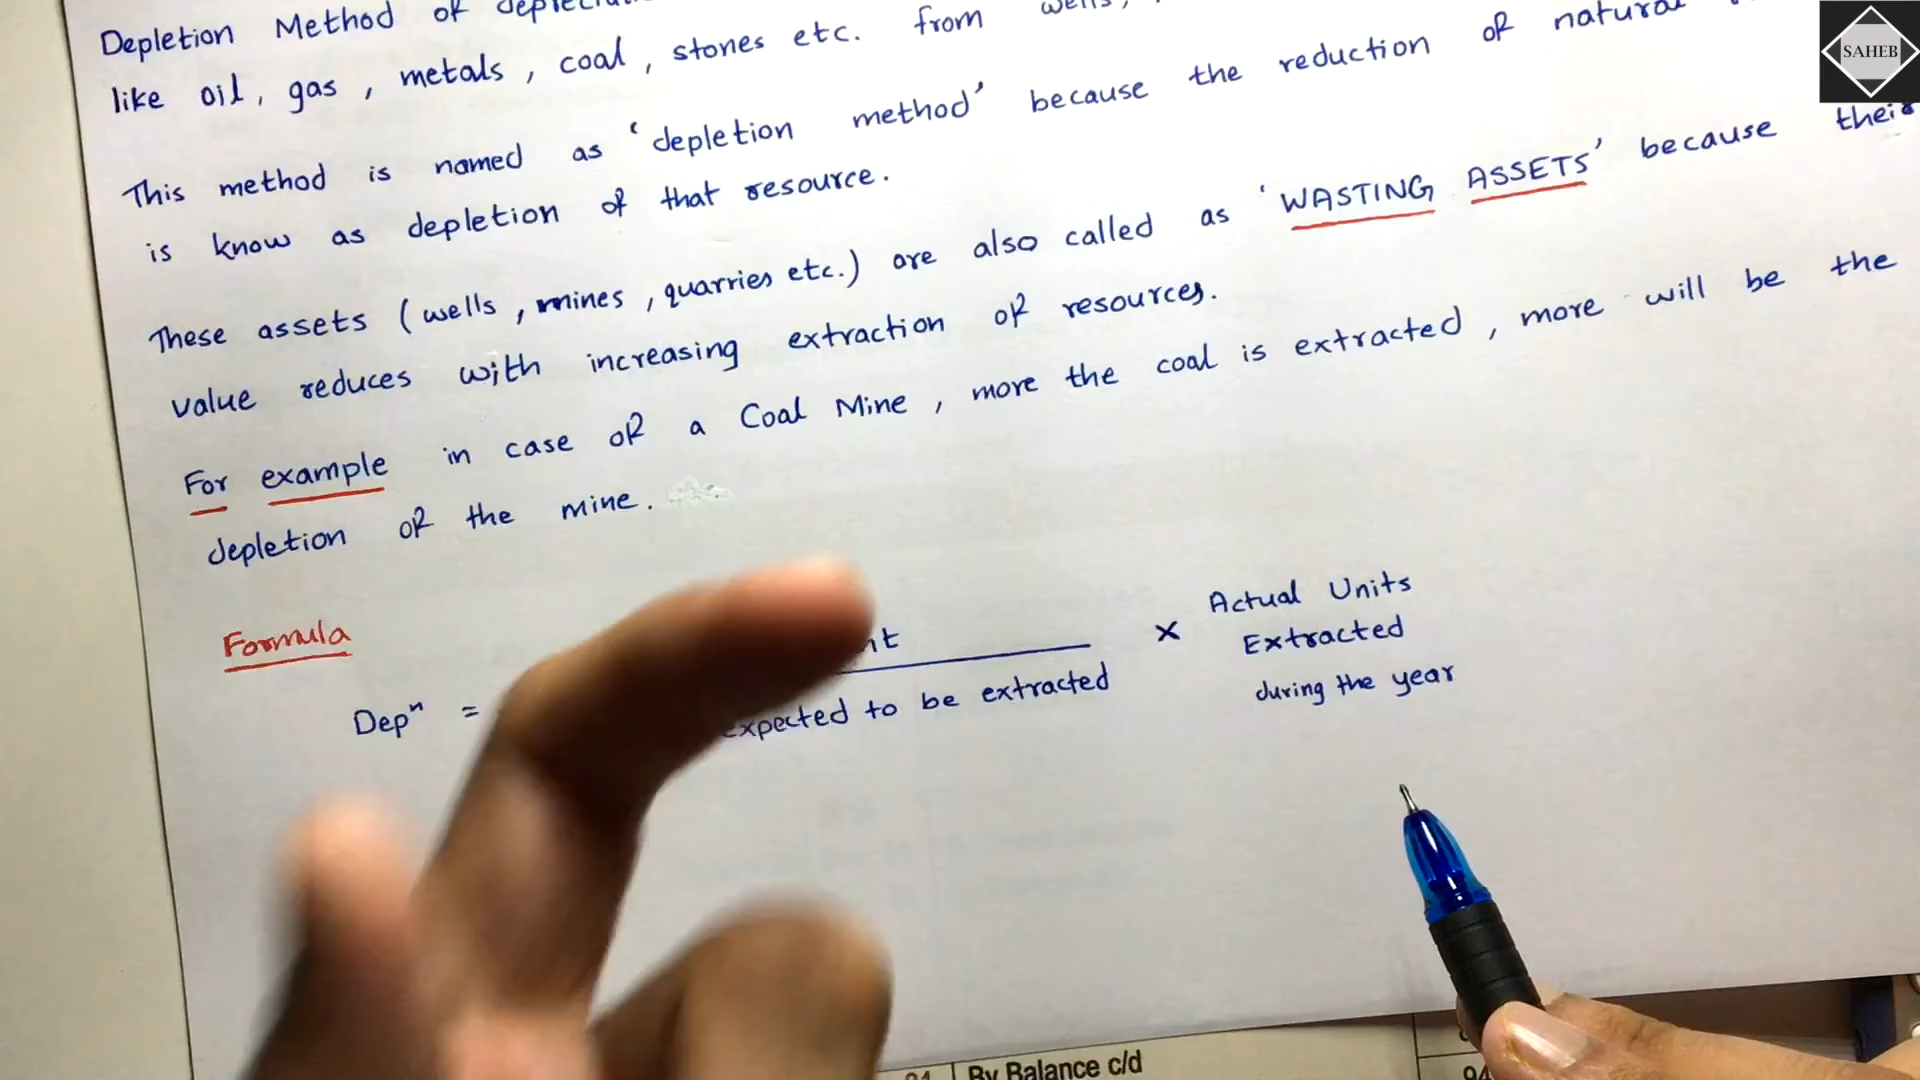 Depletion Method of
like oil, gas, metals, coal, stones etc. from wells,
SAHEB
This method is named as 'depletion method' because the reduction of natural
is know as depletion of that resource.
These assets (wells, mines, quarries etc.) are also called as 'WASTING ASSETS' because their
value reduces with increasing extraction of resources.
For example in case of a Coal Mine, more the coal is extracted, more will be the
depletion of the mine.
Formula
Depⁿ =
expected to be extracted
× Actual Units
Extracted
during the year
By Balance c/d